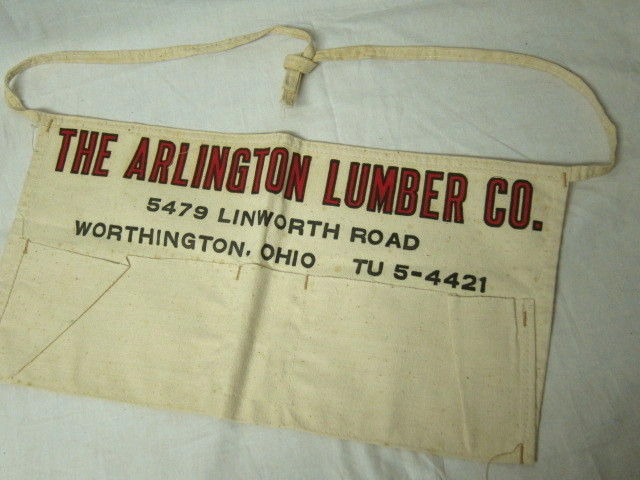 THE ARLINGTON LUMBER CO.
5479 LINWORTH ROAD
WORTHINGTON, OHIO TU 5-4421